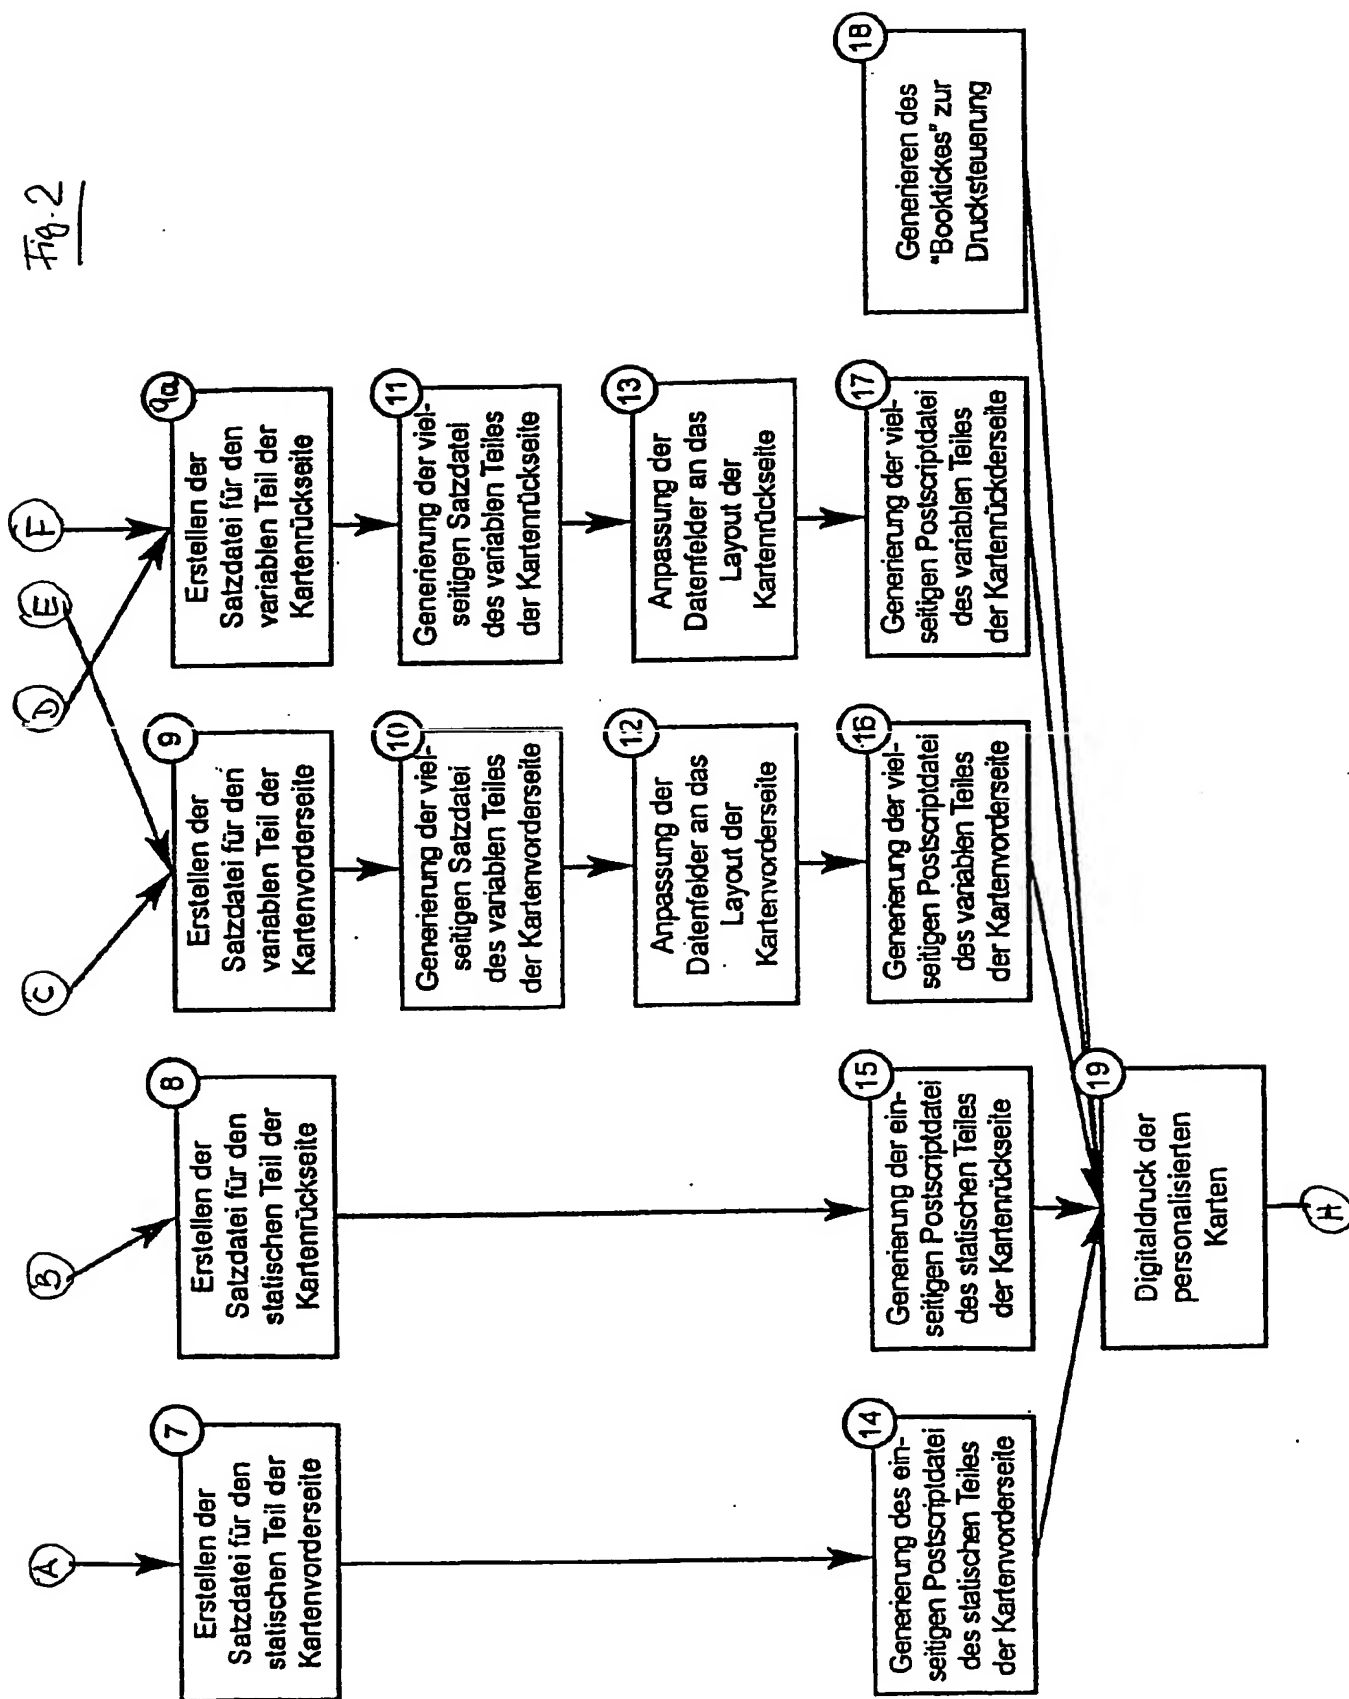 Fig. 2
A
B
C
D
E
F
7
Erstellen der
Satzdatei für den
statischen Teil der
Kartenvorderseite
8
Erstellen der
Satzdatei für den
statischen Teil der
Kartenrückseite
9
Erstellen der
Satzdatei für den
variablen Teil der
Kartenvorderseite
9a
Erstellen der
Satzdatei für den
variablen Teil der
Kartenrückseite
10
Generierung der viel-
seitigen Satzdatei
des variablen Teiles
der Kartenvorderseite
11
Generierung der viel-
seitigen Satzdatei
des variablen Teiles
der Kartenrückseite
12
Anpassung der
Datenfelder an das
Layout der
Kartenvorderseite
13
Anpassung der
Datenfelder an das
Layout der
Kartenrückseite
14
Generierung des ein-
seitigen Postscriptdatei
des statischen Teiles
der Kartenvorderseite
15
Generierung der ein-
seitigen Postscriptdatei
des statischen Teiles
der Kartenrückseite
16
Generierung der viel-
seitigen Postscriptdatei
des variablen Teiles
der Kartenvorderseite
17
Generierung der viel-
seitigen Postscriptdatei
des variablen Teiles
der Kartenrückderseite
18
Generieren des
"Booktickes" zur
Drucksteuerung
19
Digitaldruck der
personalisierten
Karten
H